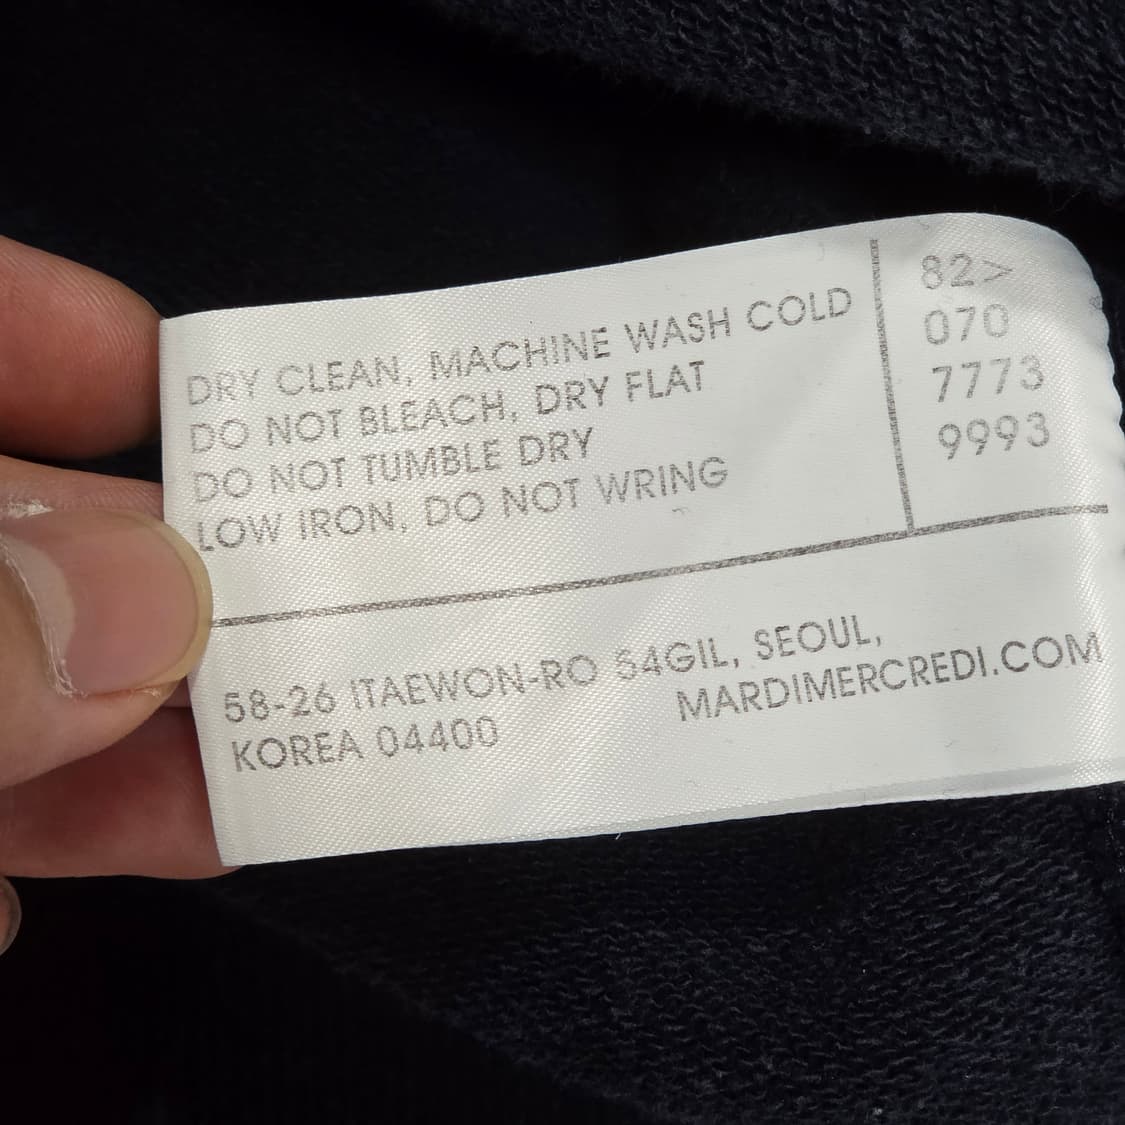 DRY CLEAN, MACHINE WASH COLD
DO NOT BLEACH, DRY FLAT
DO NOT TUMBLE DRY
LOW IRON, DO NOT WRING
82>
070
7773
9993
58-26 ITAEWON-RO 54GIL, SEOUL,
KOREA 04400
MARDIMERCREDI.COM